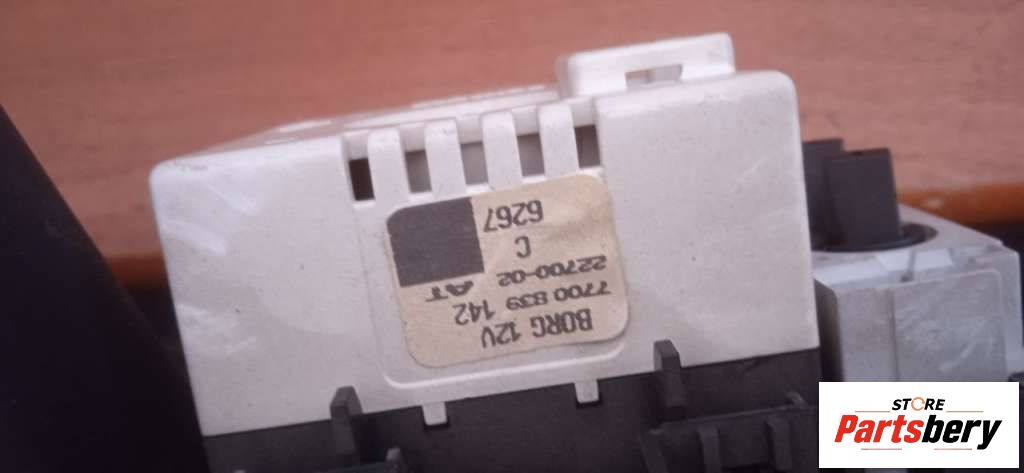 BORG 12V
7700 839 142
22700-02 AT
C
6267
STORE
Partsbery